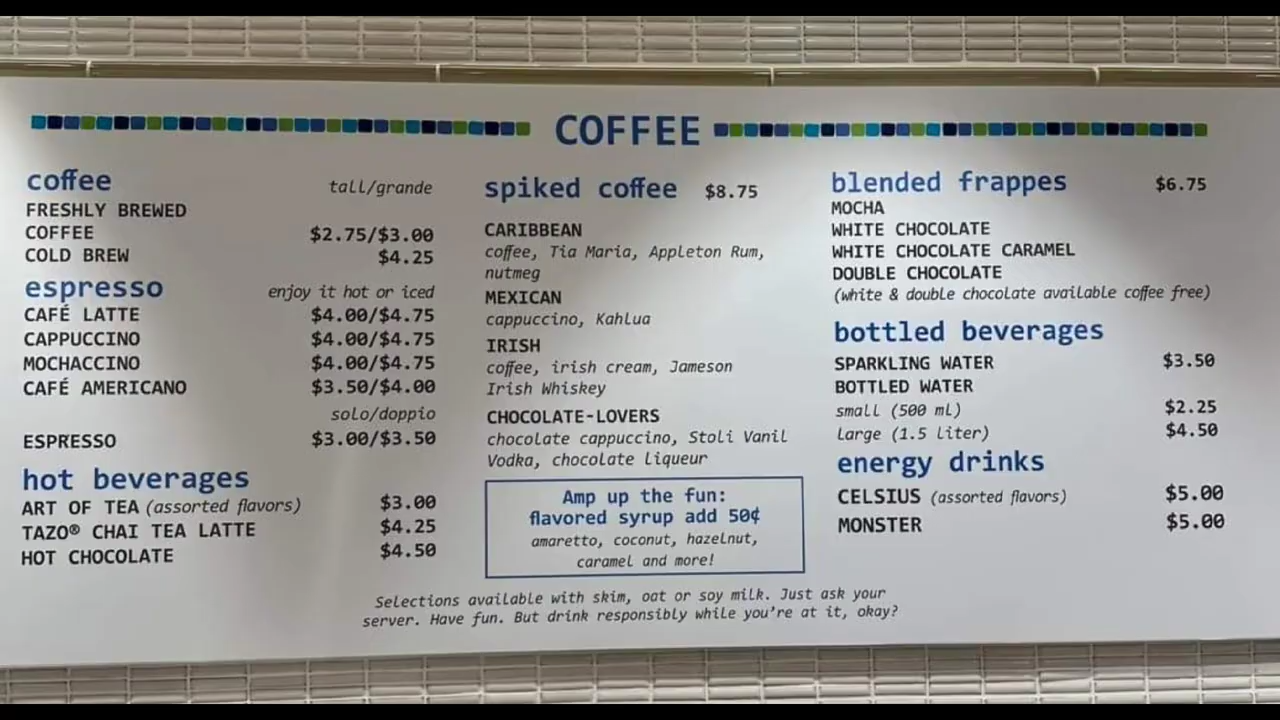 COFFEE
coffee tall/grande
FRESHLY BREWED
COFFEE $2.75/$3.00
COLD BREW $4.25
espresso enjoy it hot or iced
CAFÉ LATTE $4.00/$4.75
CAPPUCCINO $4.00/$4.75
MOCHACCINO $4.00/$4.75
CAFÉ AMERICANO $3.50/$4.00
solo/doppio
ESPRESSO $3.00/$3.50
hot beverages
ART OF TEA (assorted flavors) $3.00
TAZO® CHAI TEA LATTE $4.25
HOT CHOCOLATE $4.50
spiked coffee $8.75
CARIBBEAN
coffee, Tia Maria, Appleton Rum,
nutmeg
MEXICAN
cappuccino, Kahlua
IRISH
coffee, irish cream, Jameson
Irish Whiskey
CHOCOLATE-LOVERS
chocolate cappuccino, Stoli Vanil
Vodka, chocolate liqueur
Amp up the fun:
flavored syrup add 50¢
amaretto, coconut, hazelnut,
caramel and more!
blended frappes $6.75
MOCHA
WHITE CHOCOLATE
WHITE CHOCOLATE CARAMEL
DOUBLE CHOCOLATE
(white & double chocolate available coffee free)
bottled beverages
SPARKLING WATER $3.50
BOTTLED WATER
small (500 ml) $2.25
Large (1.5 liter) $4.50
energy drinks
CELSIUS (assorted flavors) $5.00
MONSTER $5.00
Selections available with skim, oat or soy milk. Just ask your
server. Have fun. But drink responsibly while you're at it, okay?